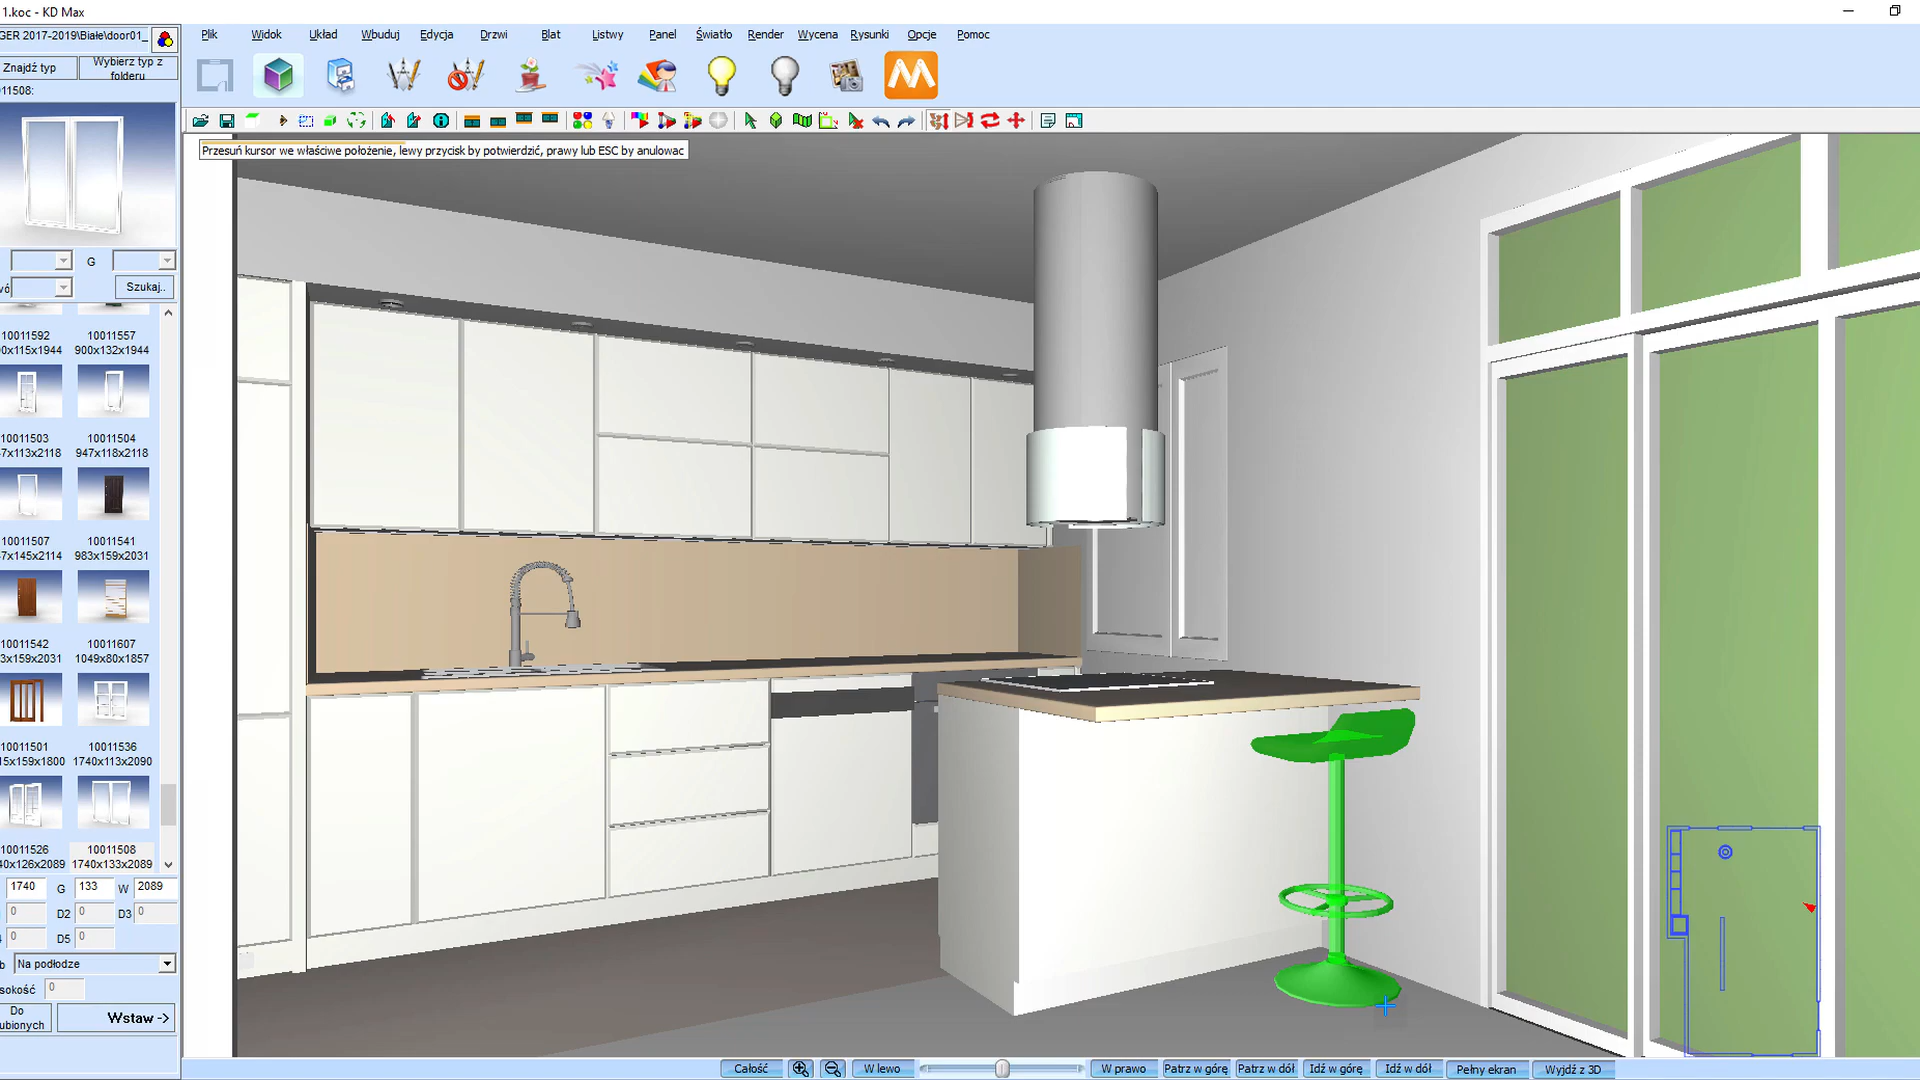 1.koc - KD Max
GER 2017-2019\Białe\door01_
Plik Widok Układ Wbuduj Edycja Drzwi Blat Listwy Panel Światło Render Wycena Rysunki Opcje Pomoc
Znajdź typ
Wybierz typ z
folderu
11508:
Przesuń kursor we właściwe położenie, lewy przycisk by potwierdzić, prawy lub ESC by anulowac
G
Szukaj..
10011592 10011557
0x115x1944 900x132x1944
10011503 10011504
7x113x2118 947x118x2118
10011507 10011541
7x145x2114 983x159x2031
10011542 10011607
3x159x2031 1049x80x1857
10011501 10011536
5x159x1800 1740x113x2090
10011526 10011508
0x126x2089 1740x133x2089
1740 G 133 W 2089
0 D2 0 D3 0
0 D5 0
b Na podłodze
sokość 0
Do
ubionych
Wstaw ->
Całość W lewo W prawo Patrz w górę Patrz w dół Idź w górę Idź w dół Pełny ekran Wyjdź z 3D